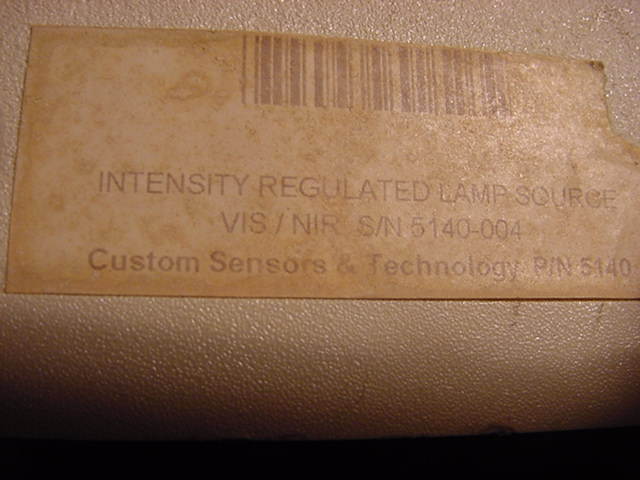 INTENSITY REGULATED LAMP SOURCE
VIS / NIR S/N 5140-004
Custom Sensors & Technology P/N 5140